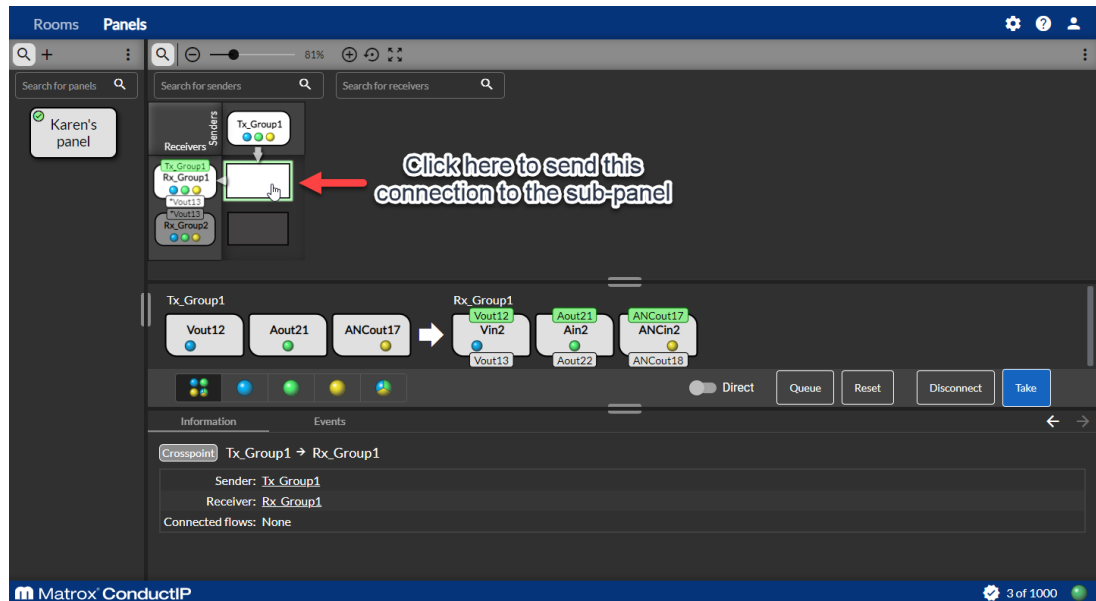 Rooms Panels
81%
Search for panels
Search for senders
Search for receivers
Karen's
panel
Senders
Receivers
Tx_Group1
Tx_Group1
Rx_Group1
*Vout13
*Vout13
Rx_Group2
Click here to send this
connection to the sub-panel
Tx_Group1
Rx_Group1
Vout12
Aout21
ANCout17
Vout12
Vin2
Vout13
Aout21
Ain2
Aout22
ANCout17
ANCin2
ANCout18
Direct
Queue
Reset
Disconnect
Take
Information
Events
Crosspoint Tx_Group1 → Rx_Group1
Sender: Tx_Group1
Receiver: Rx_Group1
Connected flows: None
Matrox® ConductIP
3 of 1000